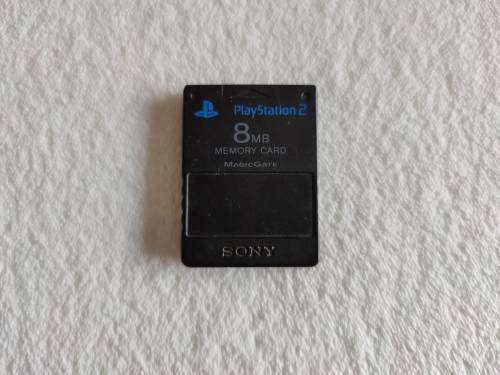 PlayStation 2
8MB
MEMORY CARD
MAGICGATE
SONY